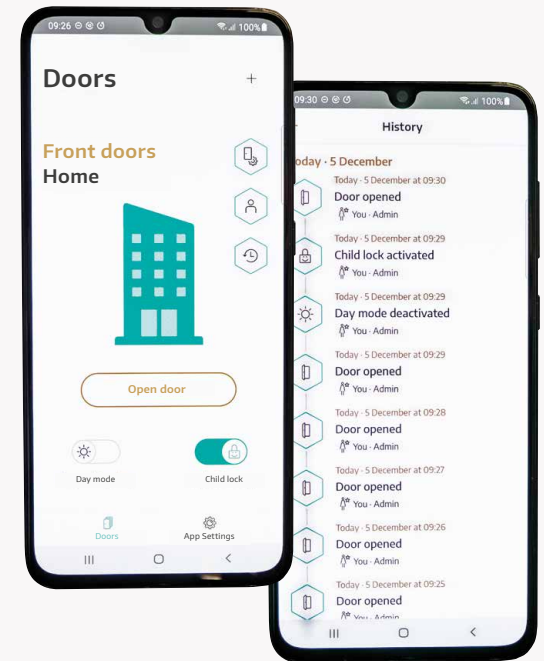 09:26 100%
Doors
+
Front doors
Home
Open door
Day mode
Child lock
Doors
App Settings
09:30 100%
History
oday · 5 December
Today · 5 December at 09:30
Door opened
You · Admin
Today · 5 December at 09:29
Child lock activated
You · Admin
Today · 5 December at 09:29
Day mode deactivated
You · Admin
Today · 5 December at 09:29
Door opened
You · Admin
Today · 5 December at 09:28
Door opened
You · Admin
Today · 5 December at 09:27
Door opened
You · Admin
Today · 5 December at 09:26
Door opened
You · Admin
Today · 5 December at 09:25
Door opened
You · Admin